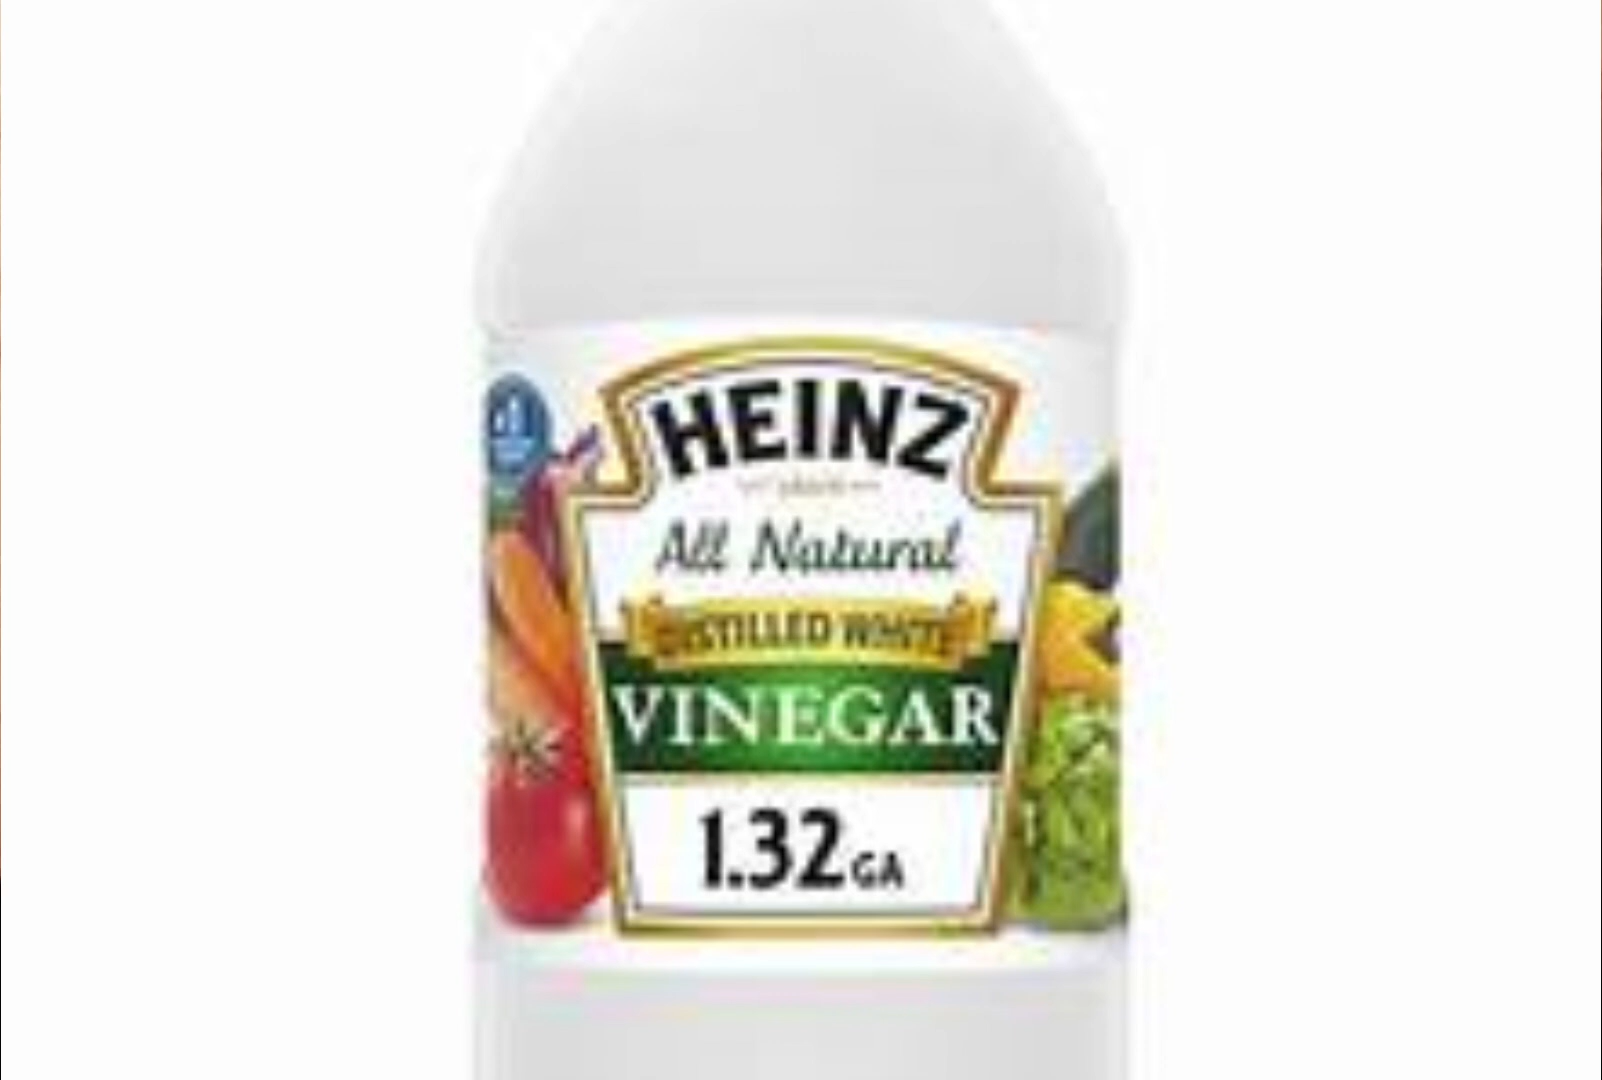 HEINZ
All Natural
DISTILLED WHITE
VINEGAR
1.32 GA